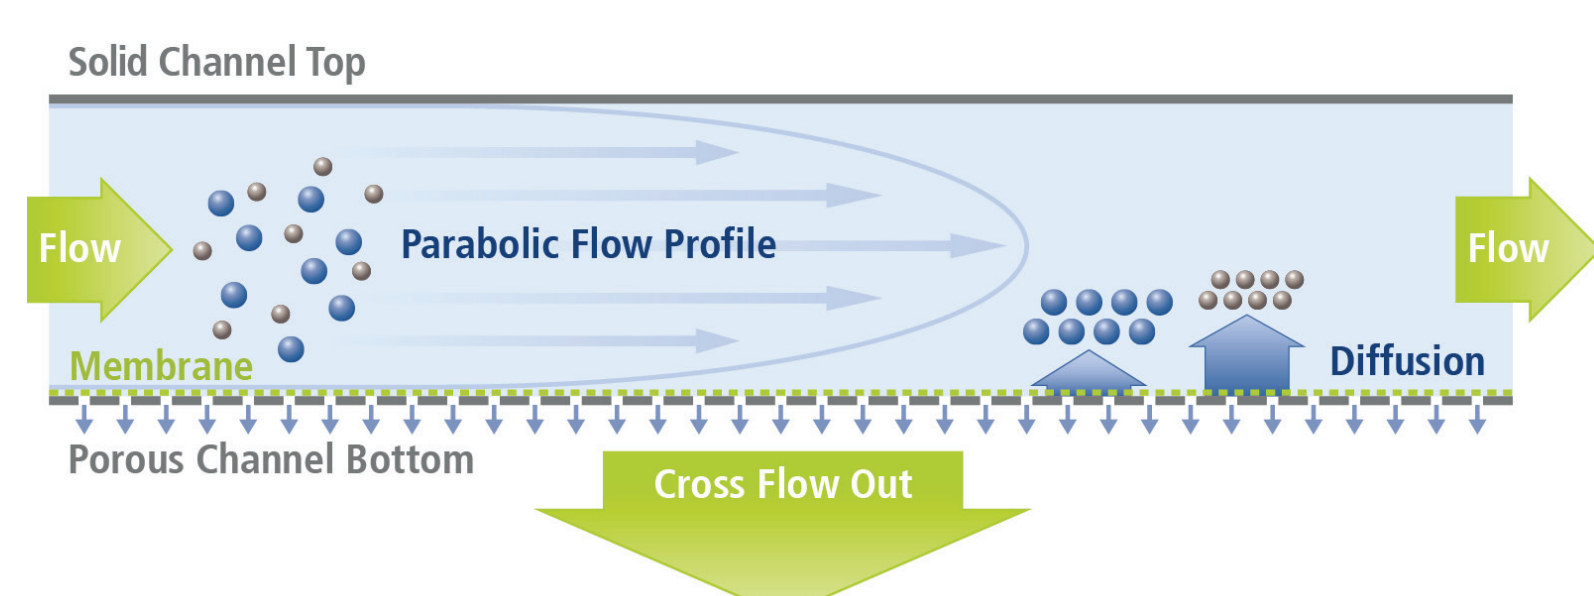 Solid Channel Top
Flow
Parabolic Flow Profile
Flow
Membrane
Diffusion
Porous Channel Bottom
Cross Flow Out